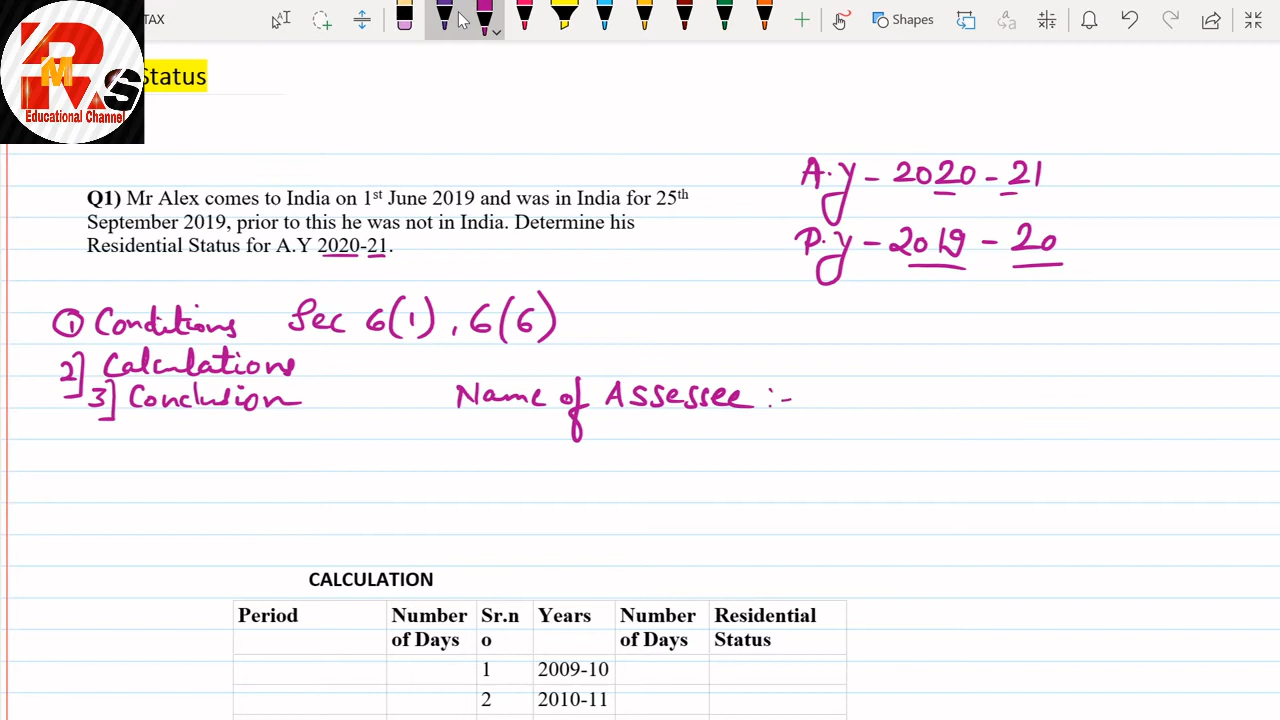 TAX
Shapes
RMS
Educational Channel
Status
A.y - 2020 - 21
P.y - 2019 - 20
Q1) Mr Alex comes to India on 1st June 2019 and was in India for 25th
September 2019, prior to this he was not in India. Determine his
Residential Status for A.Y 2020-21.
① Conditions Sec 6(1), 6(6)
2] Calculations
3] Conclusion
Name of Assessee :-
CALCULATION
Period Number of Days Sr.n o Years Number of Days Residential Status
1 2009-10
2 2010-11